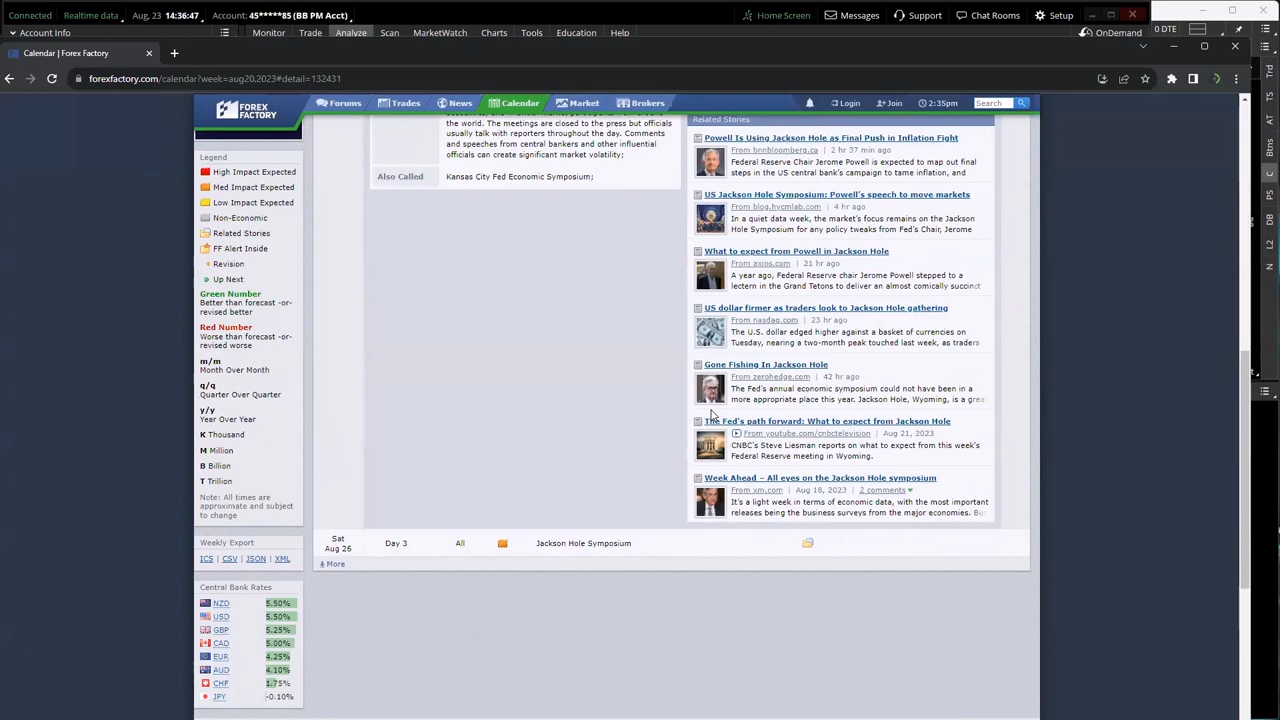 Connected Realtime data Aug, 23 14:36:47 Account: 45*****85 (BB PM Acct) Home Screen Messages Support Chat Rooms Setup
Account Info Monitor Trade Analyze Scan MarketWatch Charts Tools Education Help OnDemand 0 DTE
Calendar | Forex Factory
forexfactory.com/calendar?week=aug20.2023#detail=132431
FOREX
FACTORY
Forums Trades News Calendar Market Brokers Login Join 2:35pm Search
the world. The meetings are closed to the press but officials
usually talk with reporters throughout the day. Comments
and speeches from central bankers and other influential
officials can create significant market volatility;
Also Called Kansas City Fed Economic Symposium;
Related Stories
Powell Is Using Jackson Hole as Final Push in Inflation Fight
From bnnbloomberg.ca | 2 hr 37 min ago
Federal Reserve Chair Jerome Powell is expected to map out final
steps in the US central bank's campaign to tame inflation, and
US Jackson Hole Symposium: Powell's speech to move markets
From blog.hycmlab.com | 4 hr ago
In a quiet data week, the market's focus remains on the Jackson
Hole Symposium for any policy tweaks from Fed's Chair, Jerome
What to expect from Powell in Jackson Hole
From axios.com | 21 hr ago
A year ago, Federal Reserve chair Jerome Powell stepped to a
lectern in the Grand Tetons to deliver an almost comically succinct
US dollar firmer as traders look to Jackson Hole gathering
From nasdaq.com | 23 hr ago
The U.S. dollar edged higher against a basket of currencies on
Tuesday, nearing a two-month peak touched last week, as traders
Gone Fishing In Jackson Hole
From zerohedge.com | 42 hr ago
The Fed's annual economic symposium could not have been in a
more appropriate place this year. Jackson Hole, Wyoming, is a grea
The Fed's path forward: What to expect from Jackson Hole
From youtube.com/cnbctelevision | Aug 21, 2023
CNBC's Steve Liesman reports on what to expect from this week's
Federal Reserve meeting in Wyoming.
Week Ahead – All eyes on the Jackson Hole symposium
From xm.com | Aug 18, 2023 | 2 comments
It's a light week in terms of economic data, with the most important
releases being the business surveys from the major economies. Bu
Sat
Aug 26
Day 3 All Jackson Hole Symposium
More
Legend
High Impact Expected
Med Impact Expected
Low Impact Expected
Non-Economic
Related Stories
FF Alert Inside
Revision
Up Next
Green Number
Better than forecast -or-
revised better
Red Number
Worse than forecast -or-
revised worse
m/m
Month Over Month
q/q
Quarter Over Quarter
y/y
Year Over Year
K Thousand
M Million
B Billion
T Trillion
Note: All times are
approximate and subject
to change
Weekly Export
ICS | CSV | JSON | XML
Central Bank Rates
NZD 5.50%
USD 5.50%
GBP 5.25%
CAD 5.00%
EUR 4.25%
AUD 4.10%
CHF 1.75%
JPY -0.10%
Trd
TS
AT
Btns
C
PS
DB
L2
N